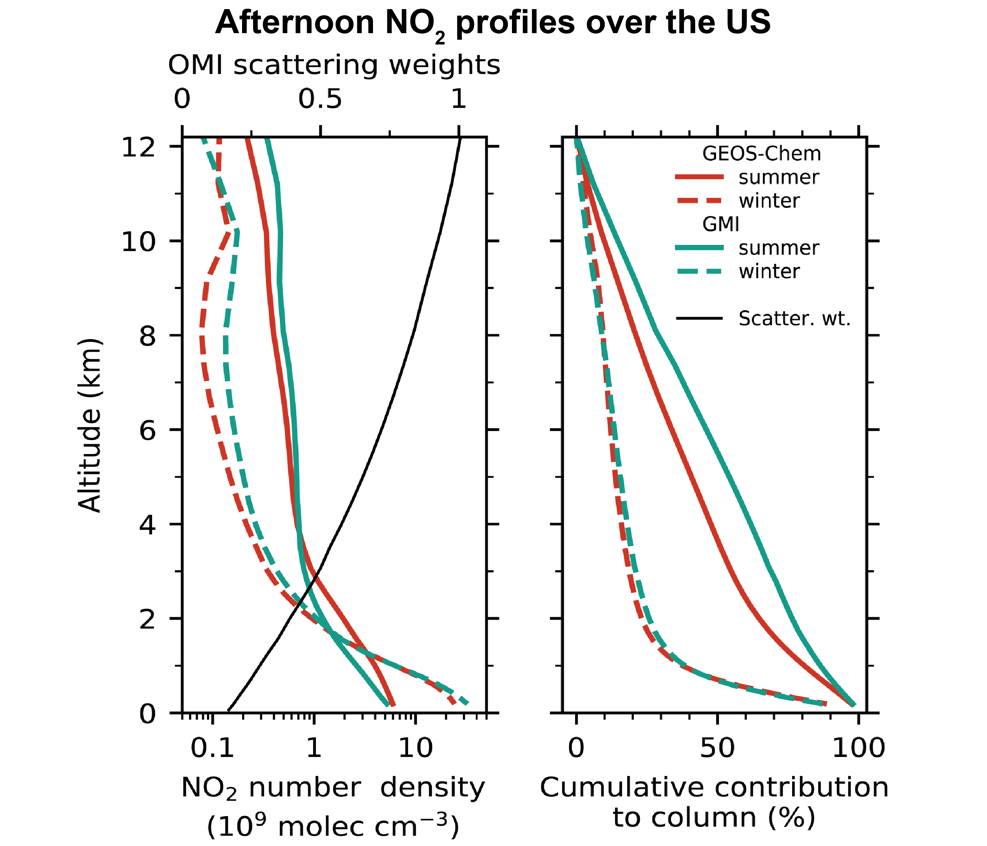 Afternoon NO₂ profiles over the US
OMI scattering weights
0 0.5 1
12
10
8
6
4
2
0
Altitude (km)
0.1 1 10
NO₂ number density
(10⁹ molec cm⁻³)
GEOS-Chem
summer
winter
GMI
summer
winter
Scatter. wt.
0 50 100
Cumulative contribution
to column (%)